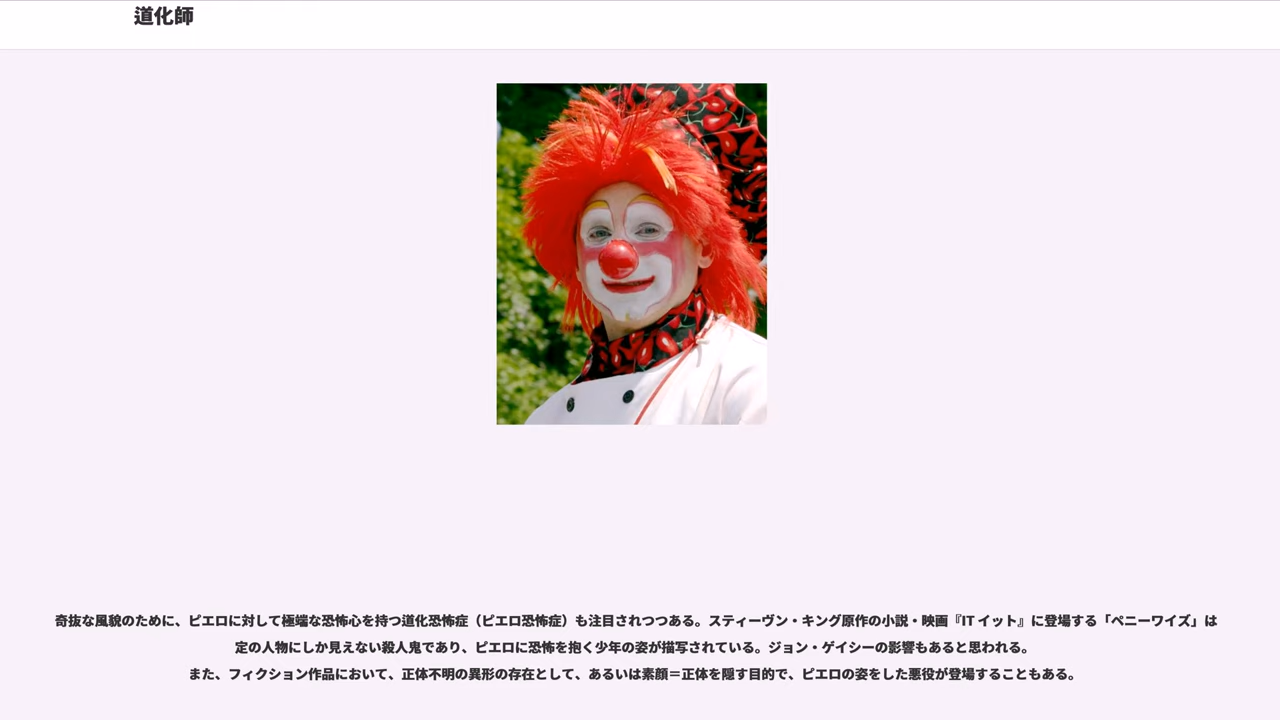 道化師
奇抜な風貌のために、ピエロに対して極端な恐怖心を持つ道化恐怖症（ピエロ恐怖症）も注目されつつある。スティーヴン・キング原作の小説・映画『IT イット』に登場する「ペニーワイズ」は
定の人物にしか見えない殺人鬼であり、ピエロに恐怖を抱く少年の姿が描写されている。ジョン・ゲイシーの影響もあると思われる。
また、フィクション作品において、正体不明の異形の存在として、あるいは素顔＝正体を隠す目的で、ピエロの姿をした悪役が登場することもある。